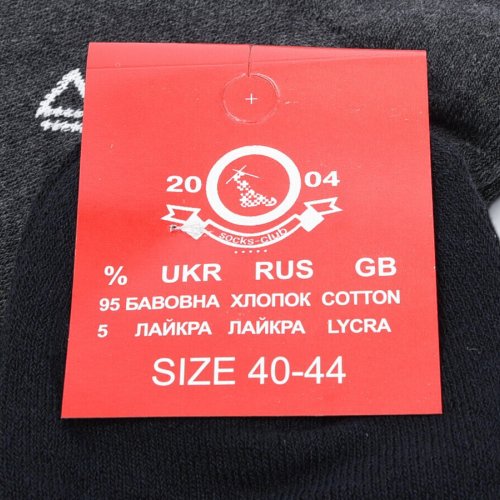 20 04
socks-club
% UKR RUS GB
95 БАВОВНА ХЛОПОК COTTON
5 ЛАЙКРА ЛАЙКРА LYCRA
SIZE 40-44